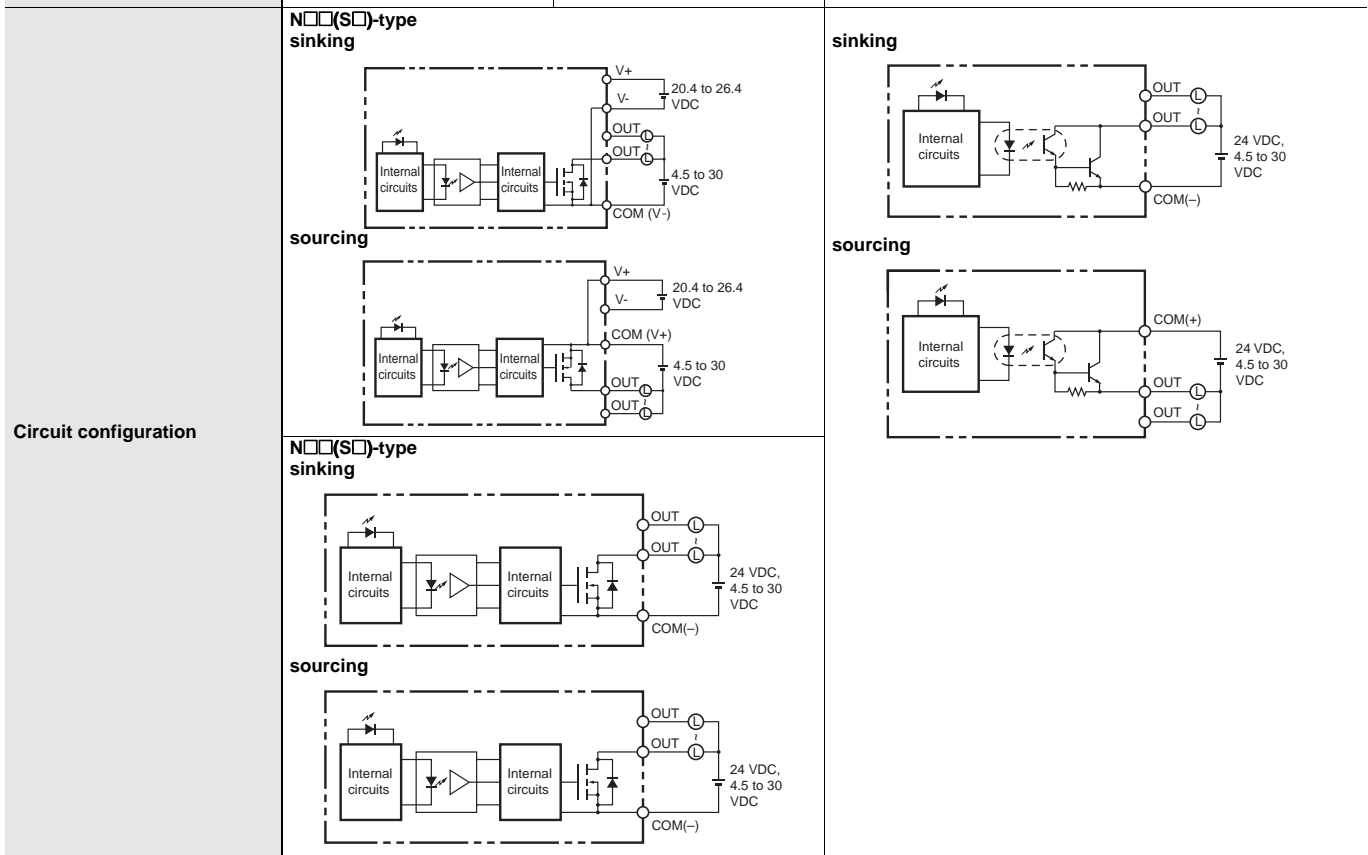 Circuit configuration
N□□(S□)-type
sinking
V+
20.4 to 26.4
VDC
V-
OUT
L
~
OUT
L
Internal
circuits
Internal
circuits
4.5 to 30
VDC
COM (V-)
sourcing
V+
20.4 to 26.4
VDC
V-
COM (V+)
Internal
circuits
Internal
circuits
4.5 to 30
VDC
OUT
L
~
OUT
L
N□□(S□)-type
sinking
OUT
L
~
OUT
L
Internal
circuits
Internal
circuits
24 VDC,
4.5 to 30
VDC
COM(–)
sourcing
OUT
L
~
OUT
L
Internal
circuits
Internal
circuits
24 VDC,
4.5 to 30
VDC
COM(–)
sinking
OUT
L
~
OUT
L
Internal
circuits
24 VDC,
4.5 to 30
VDC
COM(–)
sourcing
COM(+)
Internal
circuits
24 VDC,
4.5 to 30
VDC
OUT
L
~
OUT
L